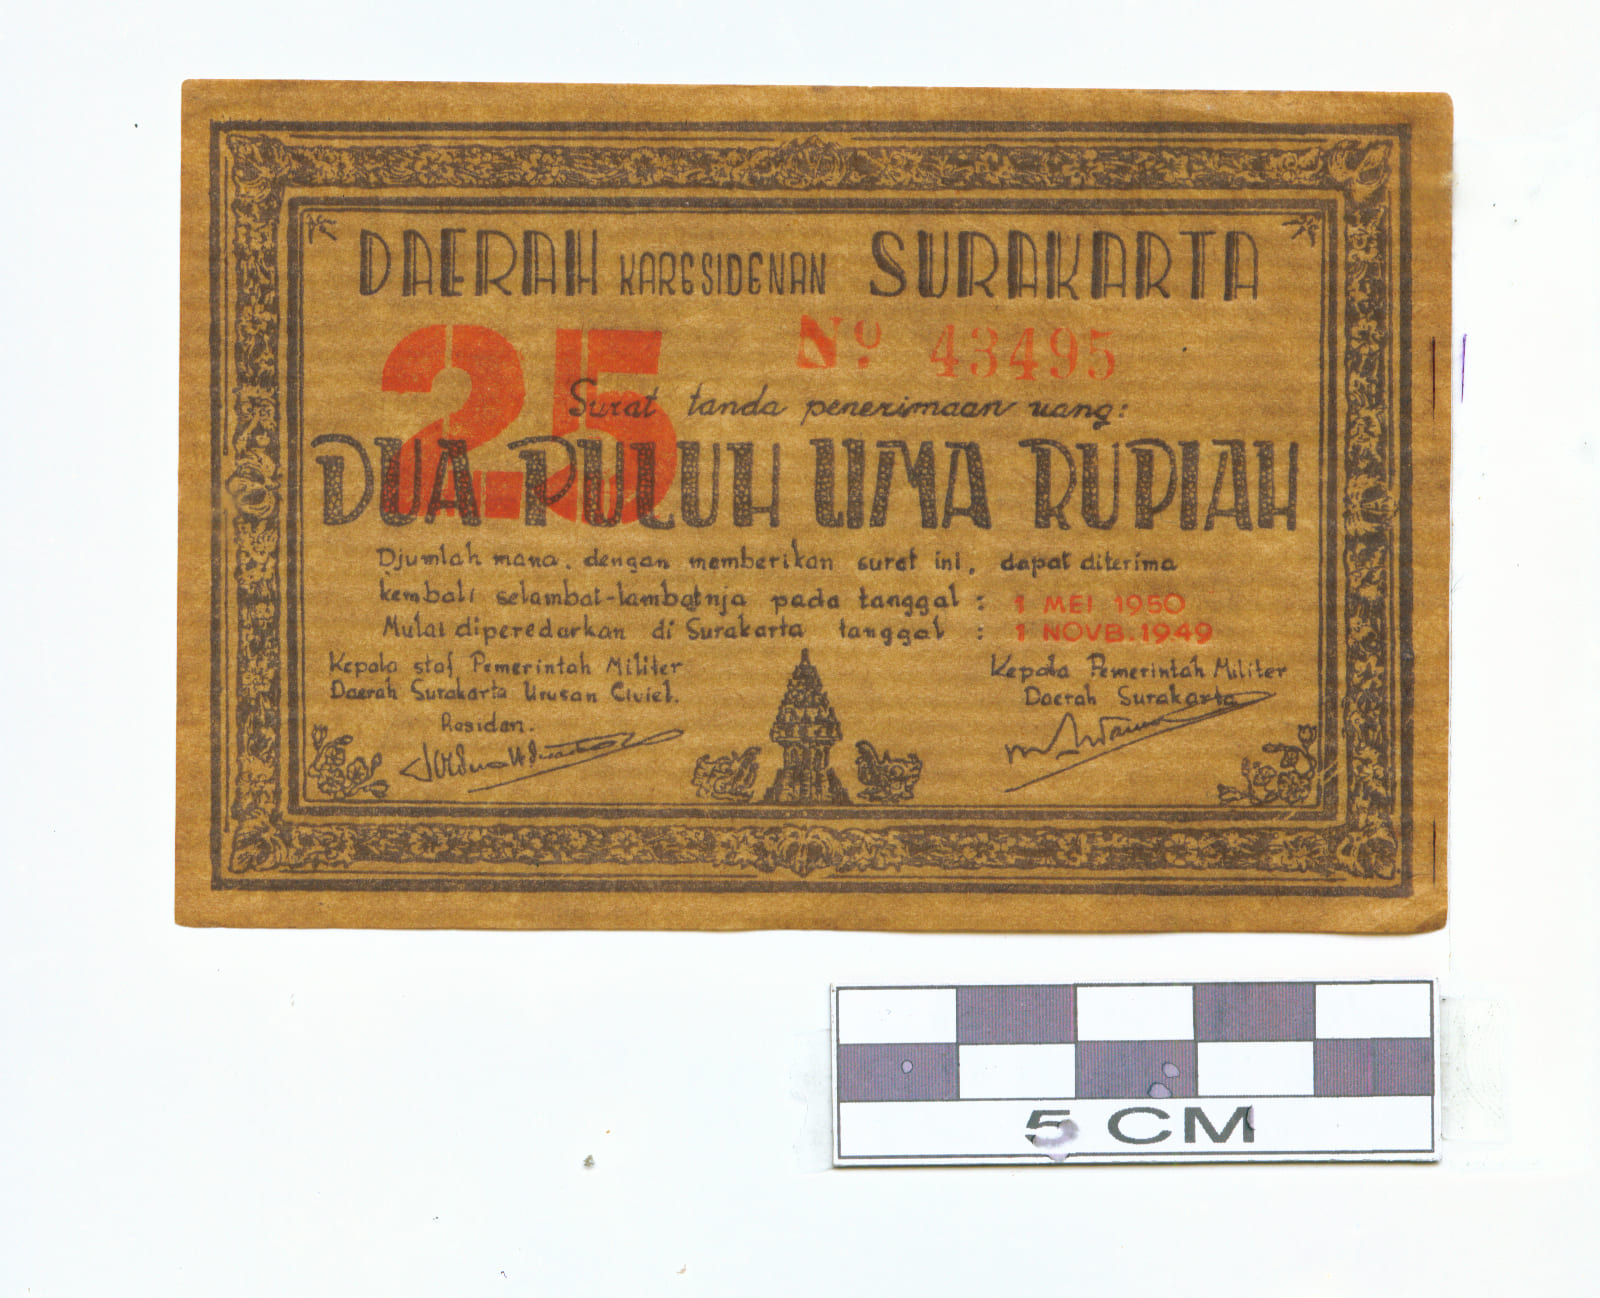 DAERAH KARESIDENAN SURAKARTA
25
No. 43495
Surat tanda penerimaan uang:
DUA PULUH LIMA RUPIAH
Djumlah mana, dengan memberikan surat ini, dapat diterima
kembali selambat-lambatnja pada tanggal : 1 MEI 1950
Mulai diperedarkan di Surakarta tanggal : 1 NOVB.1949
Kepala staf Pemerintah Militer
Daerah Surakarta Urusan Civiel.
Residen.
Kepala Pemerintah Militer
Daerah Surakarta
5 CM